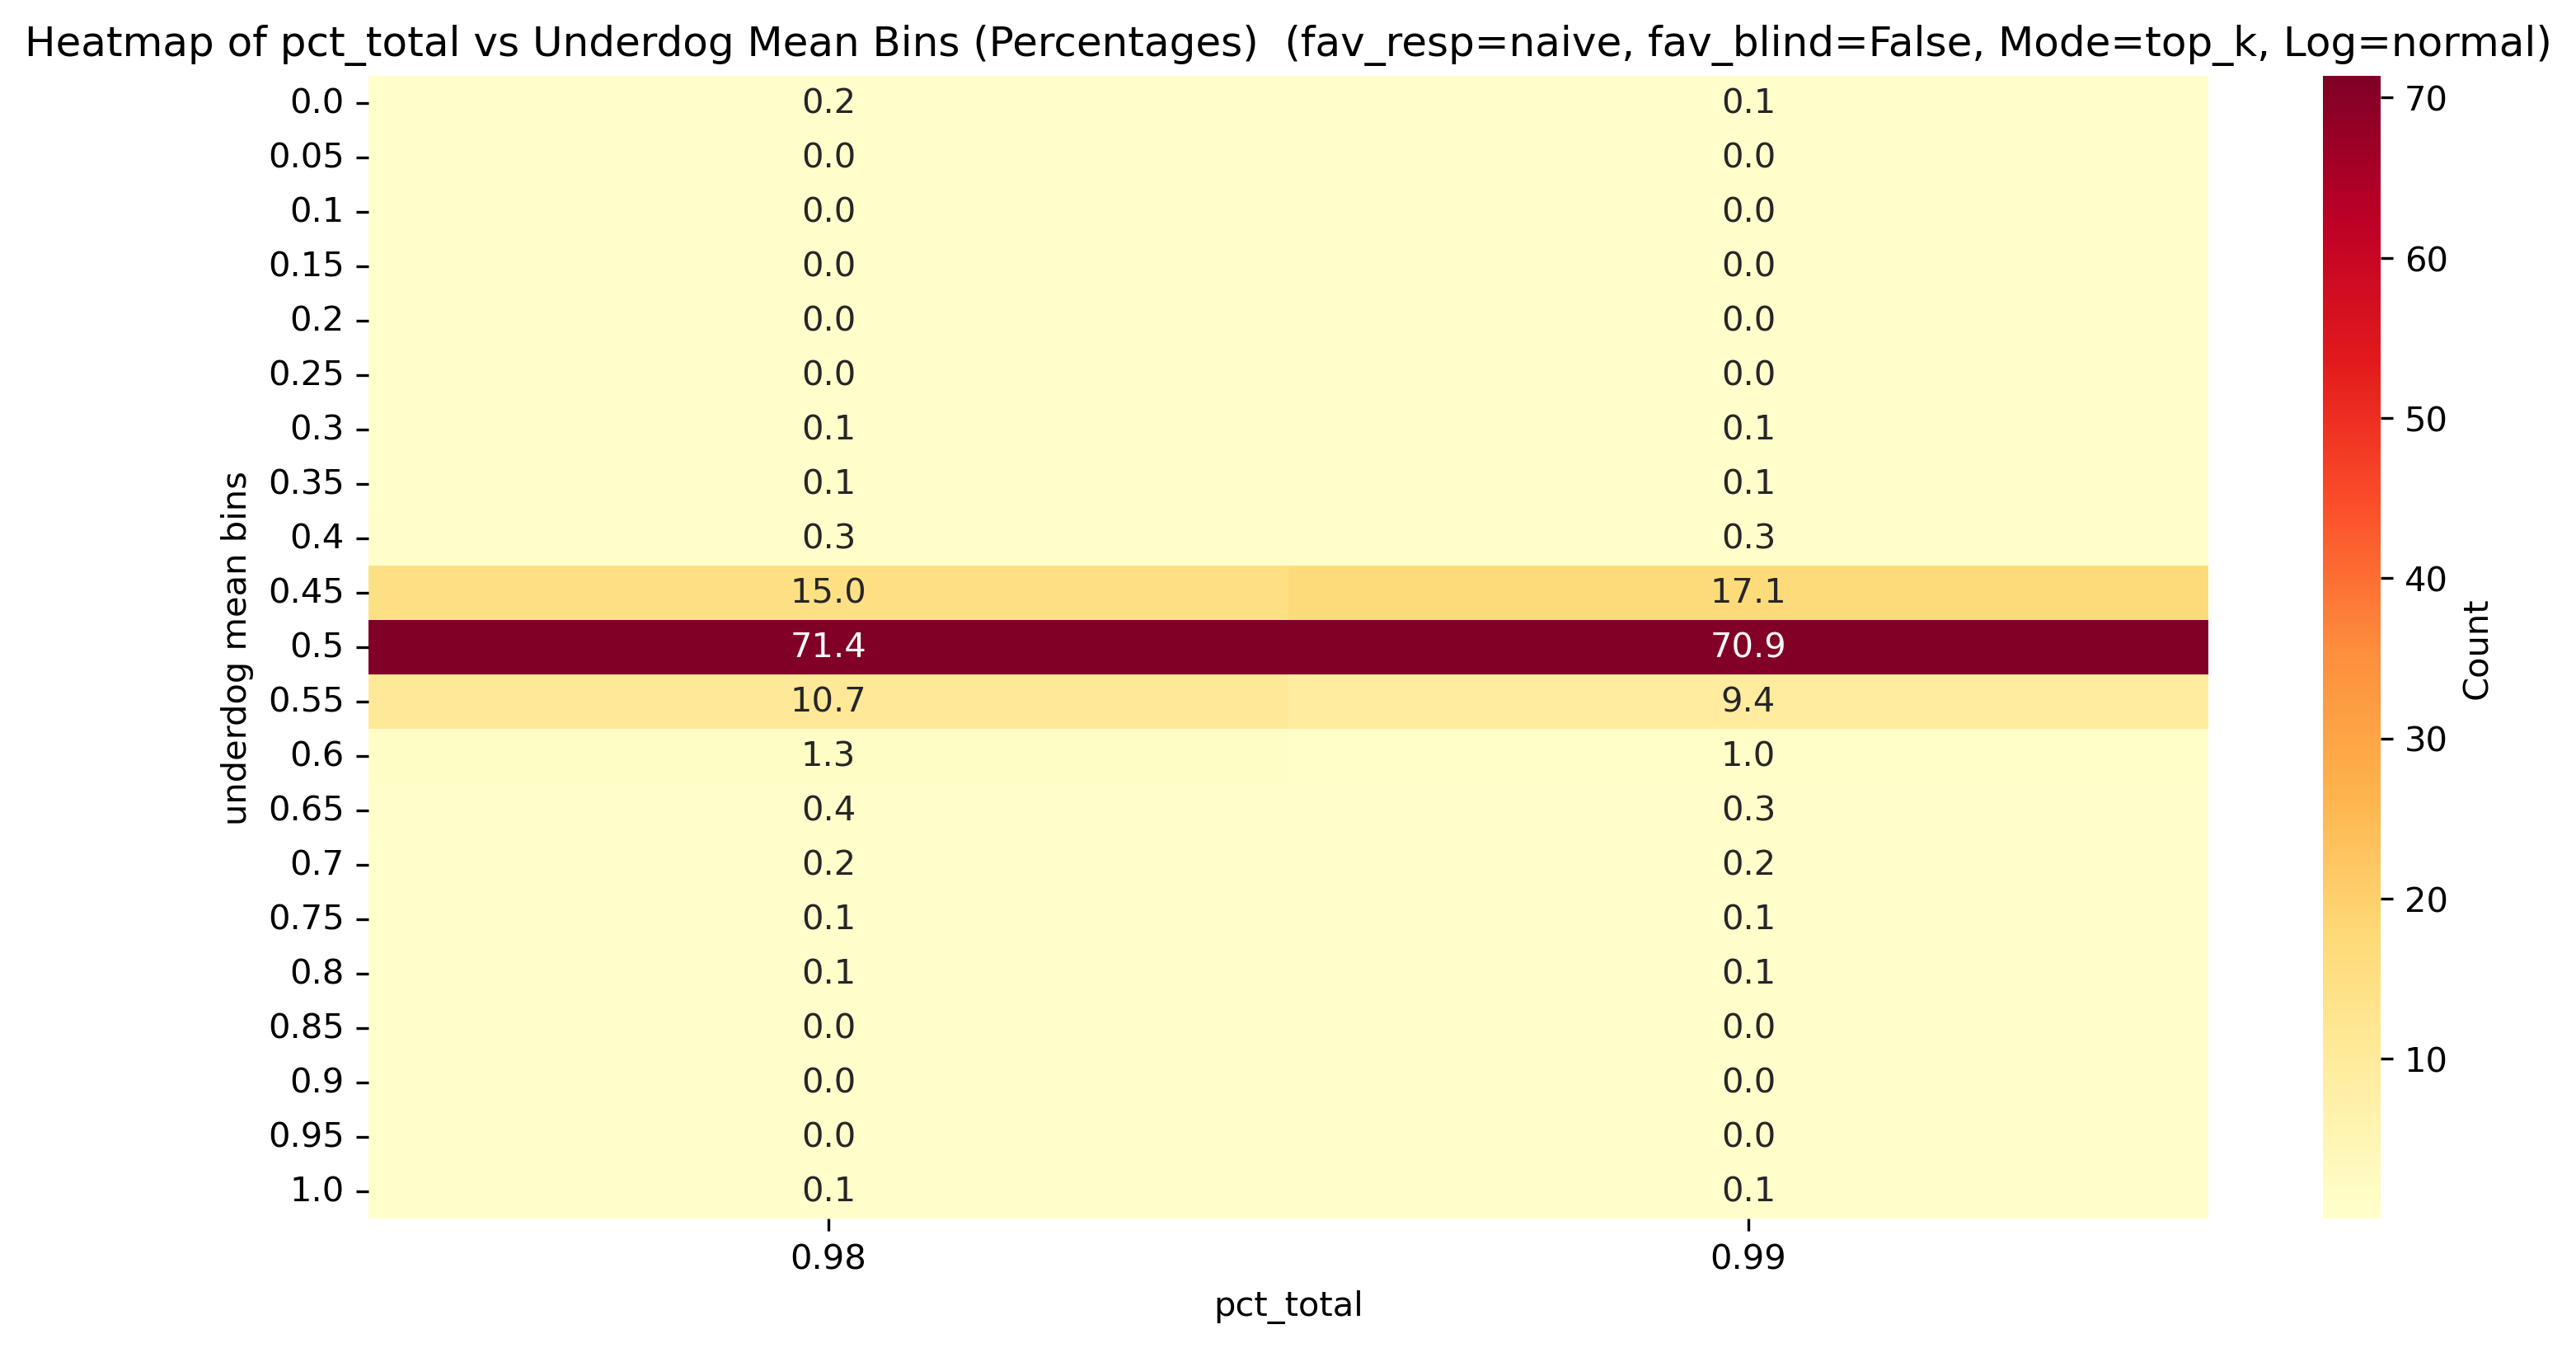 Heatmap of pct_total vs Underdog Mean Bins (Percentages)  (fav_resp=naive, fav_blind=False, Mode=top_k, Log=normal)
underdog mean bins
0.0 0.2 0.1
0.05 0.0 0.0
0.1 0.0 0.0
0.15 0.0 0.0
0.2 0.0 0.0
0.25 0.0 0.0
0.3 0.1 0.1
0.35 0.1 0.1
0.4 0.3 0.3
0.45 15.0 17.1
0.5 71.4 70.9
0.55 10.7 9.4
0.6 1.3 1.0
0.65 0.4 0.3
0.7 0.2 0.2
0.75 0.1 0.1
0.8 0.1 0.1
0.85 0.0 0.0
0.9 0.0 0.0
0.95 0.0 0.0
1.0 0.1 0.1
0.98 0.99
pct_total
70
60
50
40
30
20
10
Count